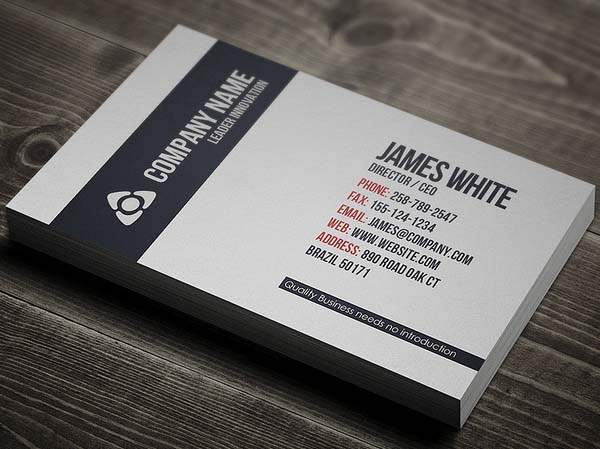 COMPANY NAME
LEADER INNOVATION
JAMES WHITE
DIRECTOR / CEO
PHONE: 258-789-2547
FAX: 155-124-1234
EMAIL: JAMES@COMPANY.COM
WEB: WWW.WEBSITE.COM
ADDRESS: 890 ROAD OAK CT
BRAZIL 50171
Quality Business needs no introduction